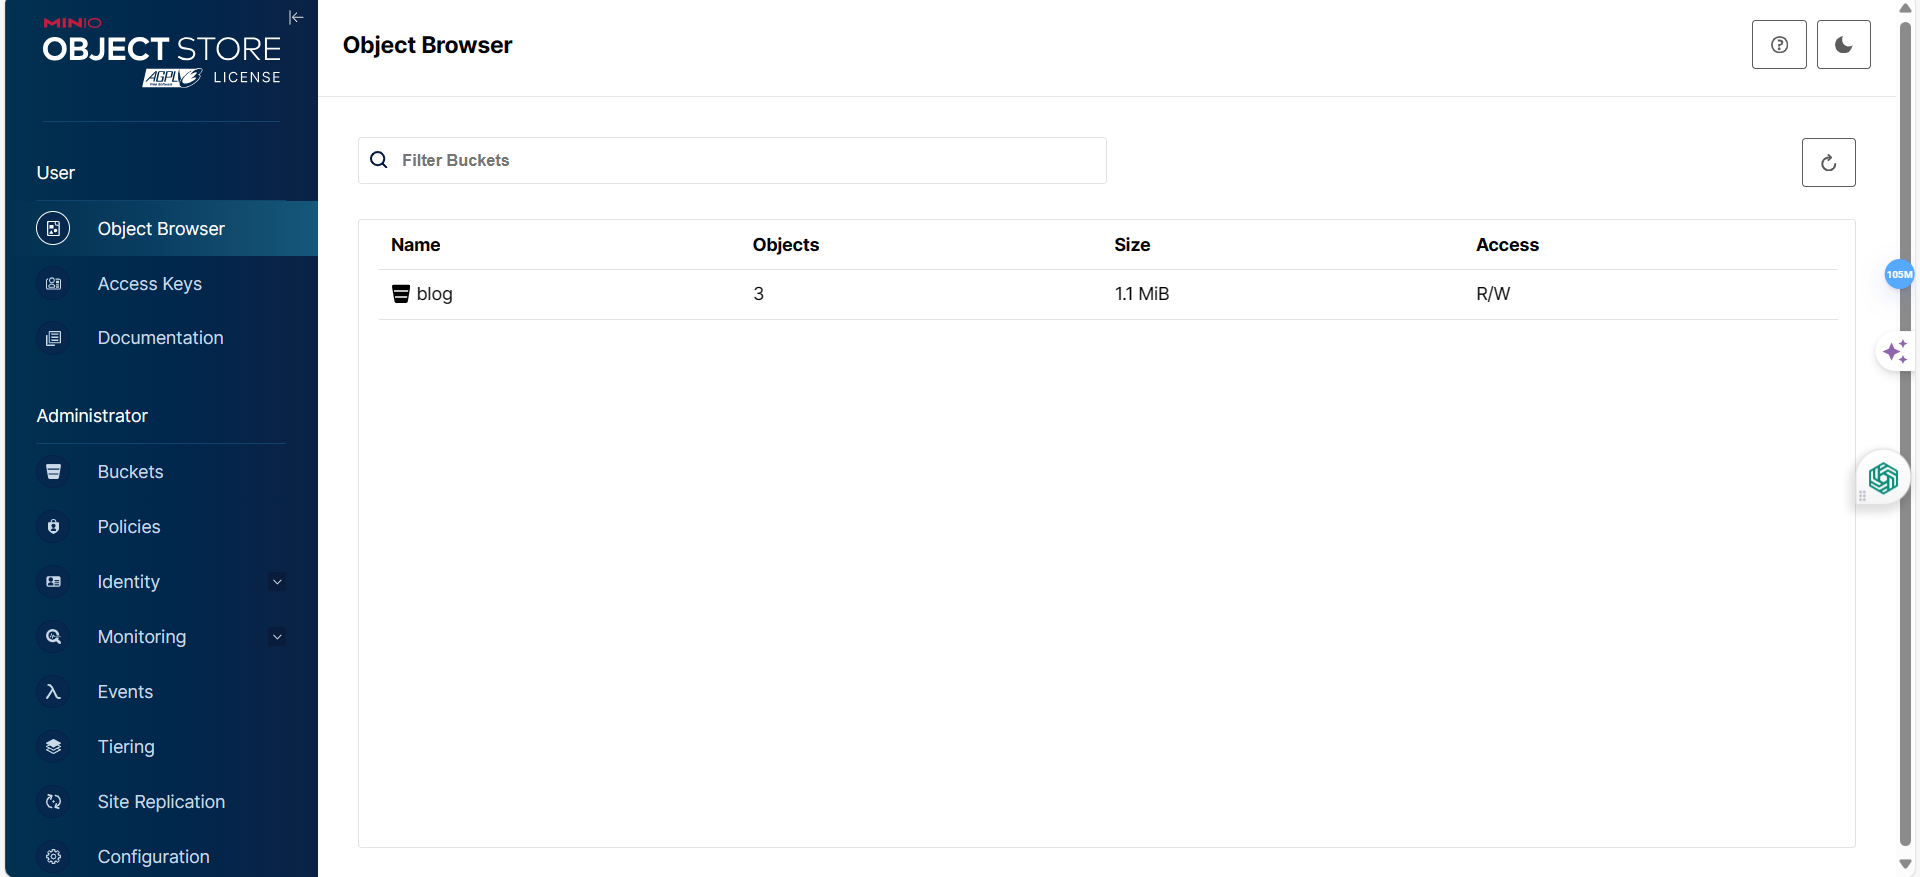 MINIO
OBJECT STORE
AGPLv3 LICENSE
User
Object Browser
Access Keys
Documentation
Administrator
Buckets
Policies
Identity
Monitoring
Events
Tiering
Site Replication
Configuration
Object Browser
Filter Buckets
Name Objects Size Access
blog 3 1.1 MiB R/W
105M